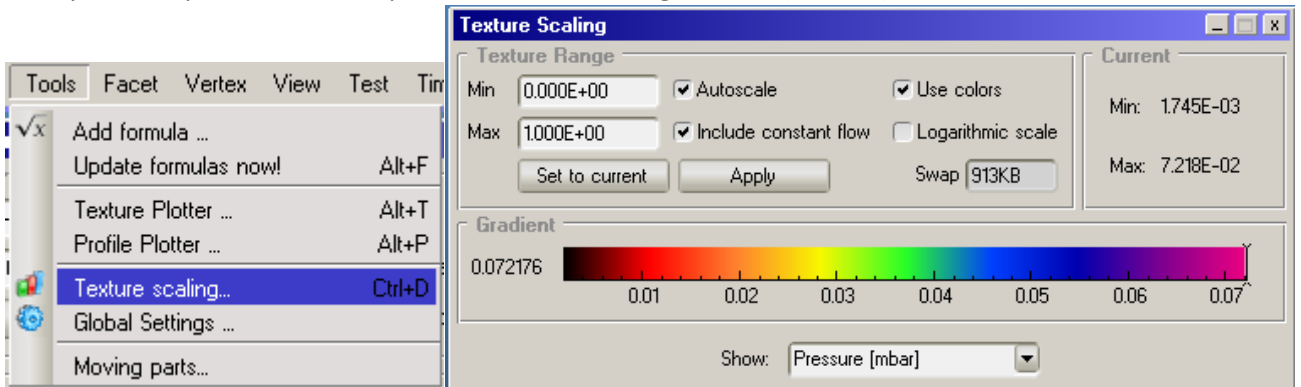 Tools Facet Vertex View Test Tim
Add formula ...
Update formulas now! Alt+F
Texture Plotter ... Alt+T
Profile Plotter ... Alt+P
Texture scaling... Ctrl+D
Global Settings ...
Moving parts...
Texture Scaling
Texture Range
Min 0.000E+00 Autoscale Use colors
Max 1.000E+00 Include constant flow Logarithmic scale
Set to current Apply Swap 913KB
Current
Min: 1.745E-03
Max: 7.218E-02
Gradient
0.072176
0.01 0.02 0.03 0.04 0.05 0.06 0.07
Show: Pressure [mbar]